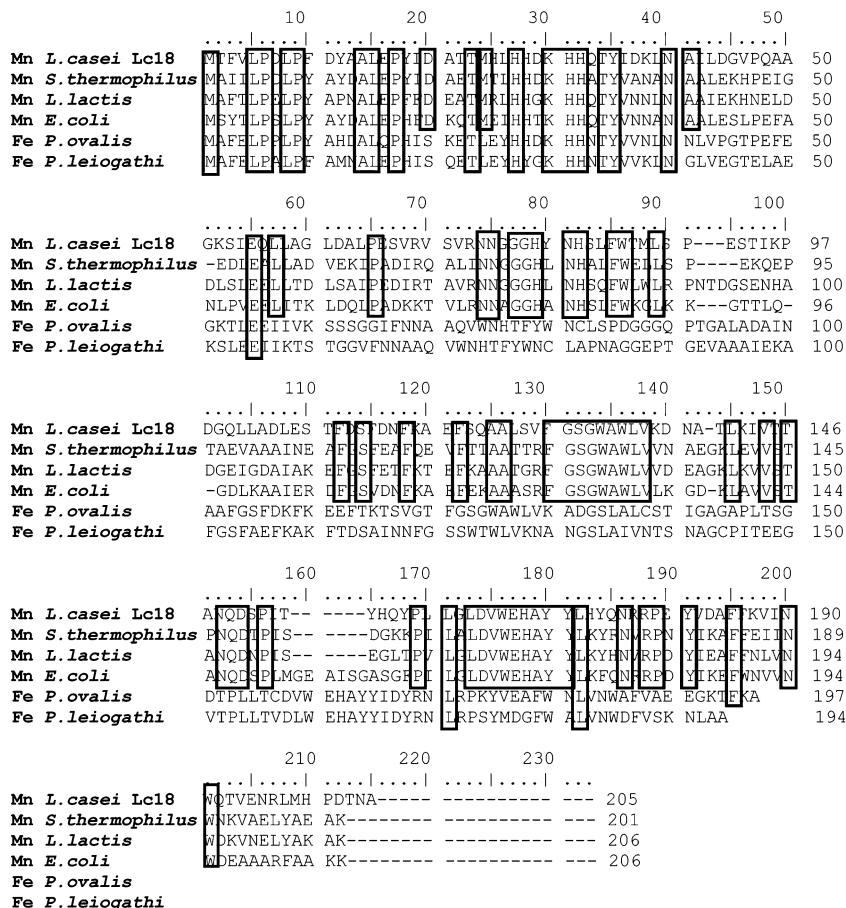 10 20 30 40 50
....|....| ....|....| ....|....| ....|....| ....|....|
Mn L.casei Lc18 MTFVLPDLPF DYAALEPYID ATTMHLHHDK HHQTYIDKLN AILDGVPQAA 50
Mn S.thermophilus MAIILPDLPY AYDALEPYID AETMTLHHDK HHATYVANAN AALEKHPEIG 50
Mn L.lactis MAFTLPELPY APNALEPFFD EATMRLHHGK HHQTYVNNLN AAIEKHNELD 50
Mn E.coli MSYTLPSLPY AYDALEPHFD KQTMEIHHTK HHQTYVNNAN AALESLPEFA 50
Fe P.ovalis MAFELPPLPY AHDALQPHIS KETLEYHHDK HHNTYVVNLN NLVPGTPEFE 50
Fe P.leiogathi MAFELPALPF AMNALEPHIS QETLEYHYGK HHNTYVVKLN GLVEGTELAE 50
60 70 80 90 100
....|....| ....|....| ....|....| ....|....| ....|....|
Mn L.casei Lc18 GKSIEQLLAG LDALPESVRV SVRNNGGGHY NHSLFWTMLS P---ESTIKP 97
Mn S.thermophilus -EDLEALLAD VEKIPADIRQ ALINNGGGHL NHALFWELLS P---EKQEP 95
Mn L.lactis DLSIEELLTD LSAIPEDIRT AVRNNGGGHL NHSQFWLWLR PNTDGSENHA 100
Mn E.coli NLPVEELITK LDQLPADKKT VLRNNAGGHA NHSLFWKGLK K---GTTLQ- 96
Fe P.ovalis GKTLEEIIVK SSSGGIFNNA AQVWNHTFYW NCLSPDGGGQ PTGALADAIN 100
Fe P.leiogathi KSLEEIIKTS TGGVFNNAAQ VWNHTFYWNC LAPNAGGEPT GEVAAAIEKA 100
110 120 130 140 150
....|....| ....|....| ....|....| ....|....| ....|....|
Mn L.casei Lc18 DGQLLADLES TFDSFDNFKA EFSQAALSVF GSGWAWLVKD NA-TLKIVTT 146
Mn S.thermophilus TAEVAAAINE AFGSFEAFQE VFTTAATTRF GSGWAWLVVN AEGKLEVVST 145
Mn L.lactis DGEIGDAIAK EFGSFETFKT EFKAAATGRF GSGWAWLVVD EAGKLKVVST 150
Mn E.coli -GDLKAAIER DFGSVDNFKA EFEKAAASRF GSGWAWLVLK GD-KLAVVST 144
Fe P.ovalis AAFGSFDKFK EEFTKTSVGT FGSGWAWLVK ADGSLALCST IGAGAPLTSG 150
Fe P.leiogathi FGSFAEFKAK FTDSAINNFG SSWTWLVKNA NGSLAIVNTS NAGCPITEEG 150
160 170 180 190 200
....|....| ....|....| ....|....| ....|....| ....|....|
Mn L.casei Lc18 ANQDSPIT-- -----YHQYPL LGLDVWEHAY YLHYQNRRPE YVDAFFKVIN 190
Mn S.thermophilus PNQDTPIS-- -----DGKKPI LALDVWEHAY YLKYRNVRPN YIKAFFEIIN 189
Mn L.lactis ANQDNPIS-- -----EGLTPV LGLDVWEHAY YLKYHNRRPD YIKEFFNLVN 194
Mn E.coli ANQDSPLMGE AISGASGFPI LGLDVWEHAY YLKFQNRRPD YIKEFWNVVN 194
Fe P.ovalis DTPLLTCDVW EHAYYIDYRN LRPKYVEAFW NLVNWAFVAE EGKTFKA 197
Fe P.leiogathi VTPLLTVDLW EHAYYIDYRN LRPSYMDGFW ALVNWDFVSK NLAA 194
210 220 230
....|....| ....|....| ....|....| ....
Mn L.casei Lc18 WQTVENRLMH PDTNA----- ---------- --- 205
Mn S.thermophilus WNKVAELYAE AK-------- ---------- --- 201
Mn L.lactis WDKVNELYAK AK-------- ---------- --- 206
Mn E.coli WDEAAARFAA KK-------- ---------- --- 206
Fe P.ovalis
Fe P.leiogathi